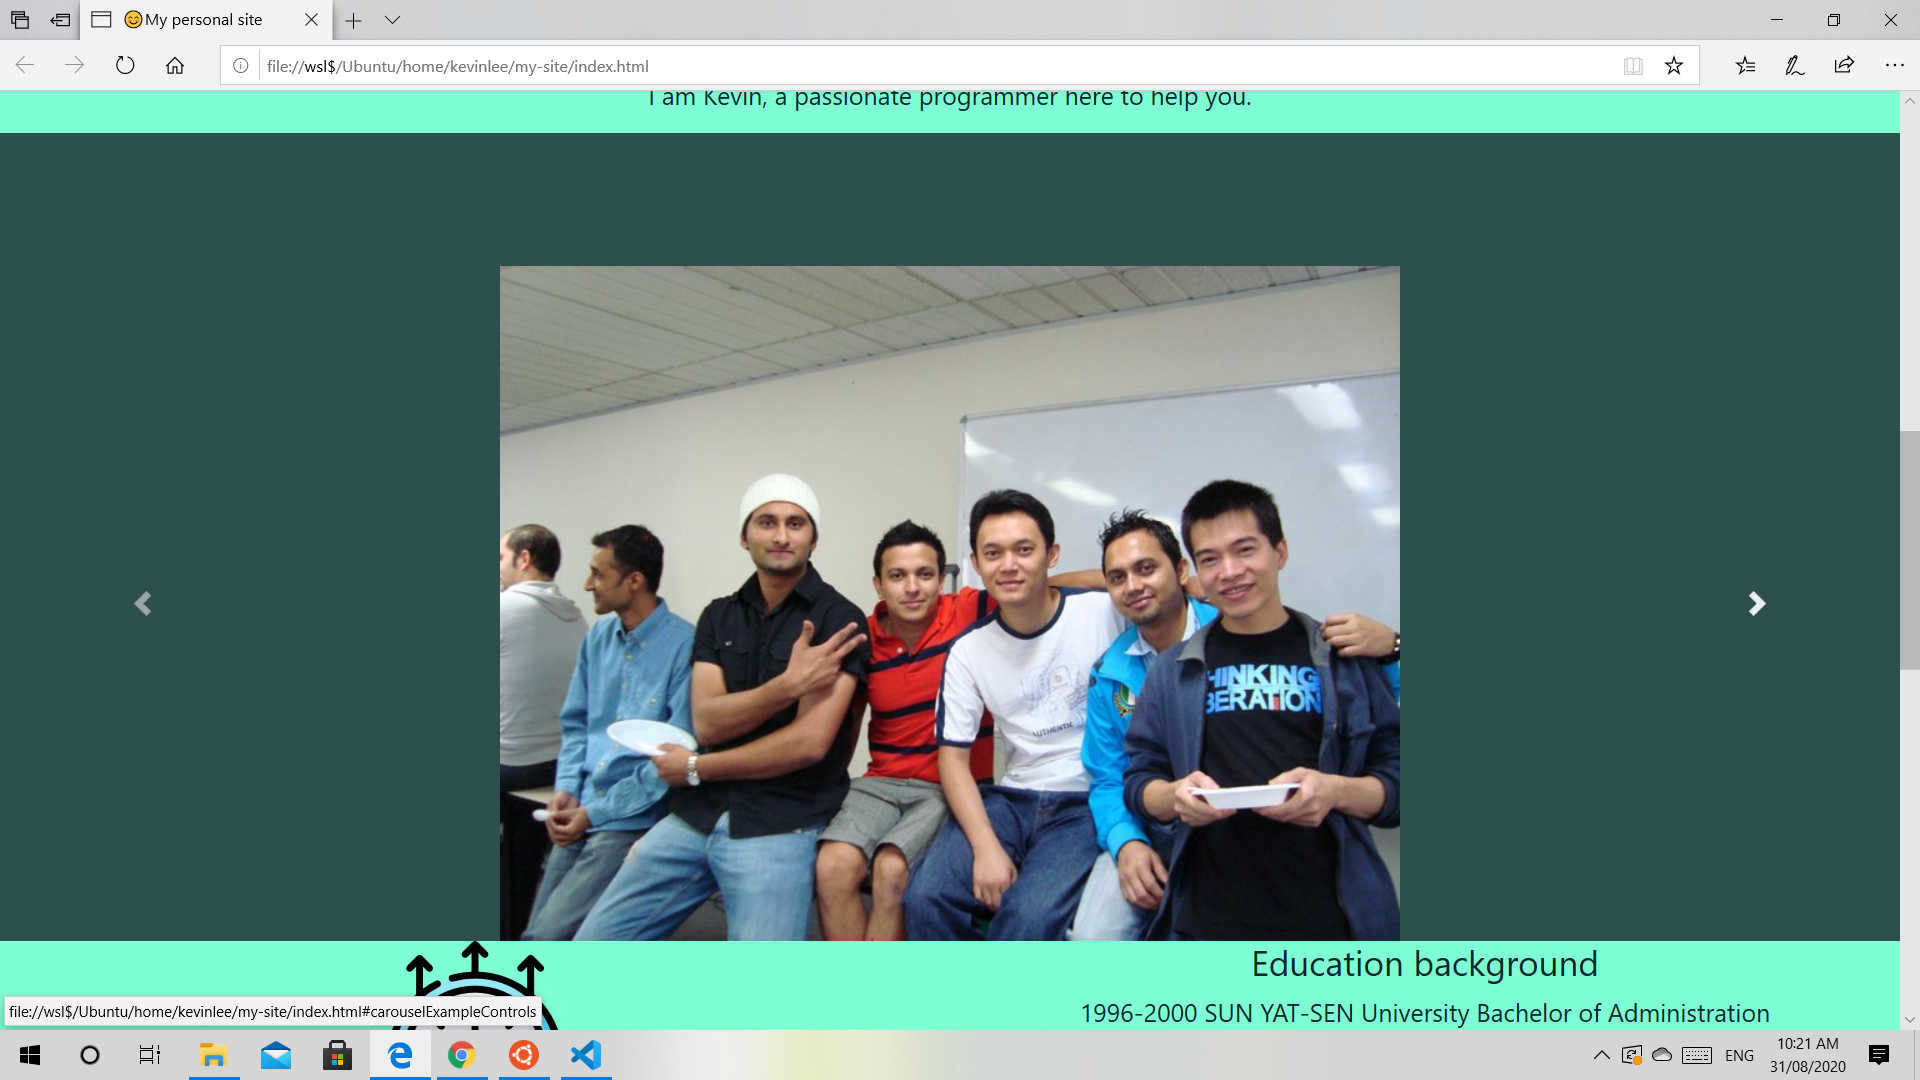 😊My personal site
file://wsl$/Ubuntu/home/kevinlee/my-site/index.html
I am Kevin, a passionate programmer here to help you.
HINKING
BERATION
AUTHENTIC
Education background
1996-2000 SUN YAT-SEN University Bachelor of Administration
file://wsl$/Ubuntu/home/kevinlee/my-site/index.html#carouselExampleControls
ENG
10:21 AM
31/08/2020